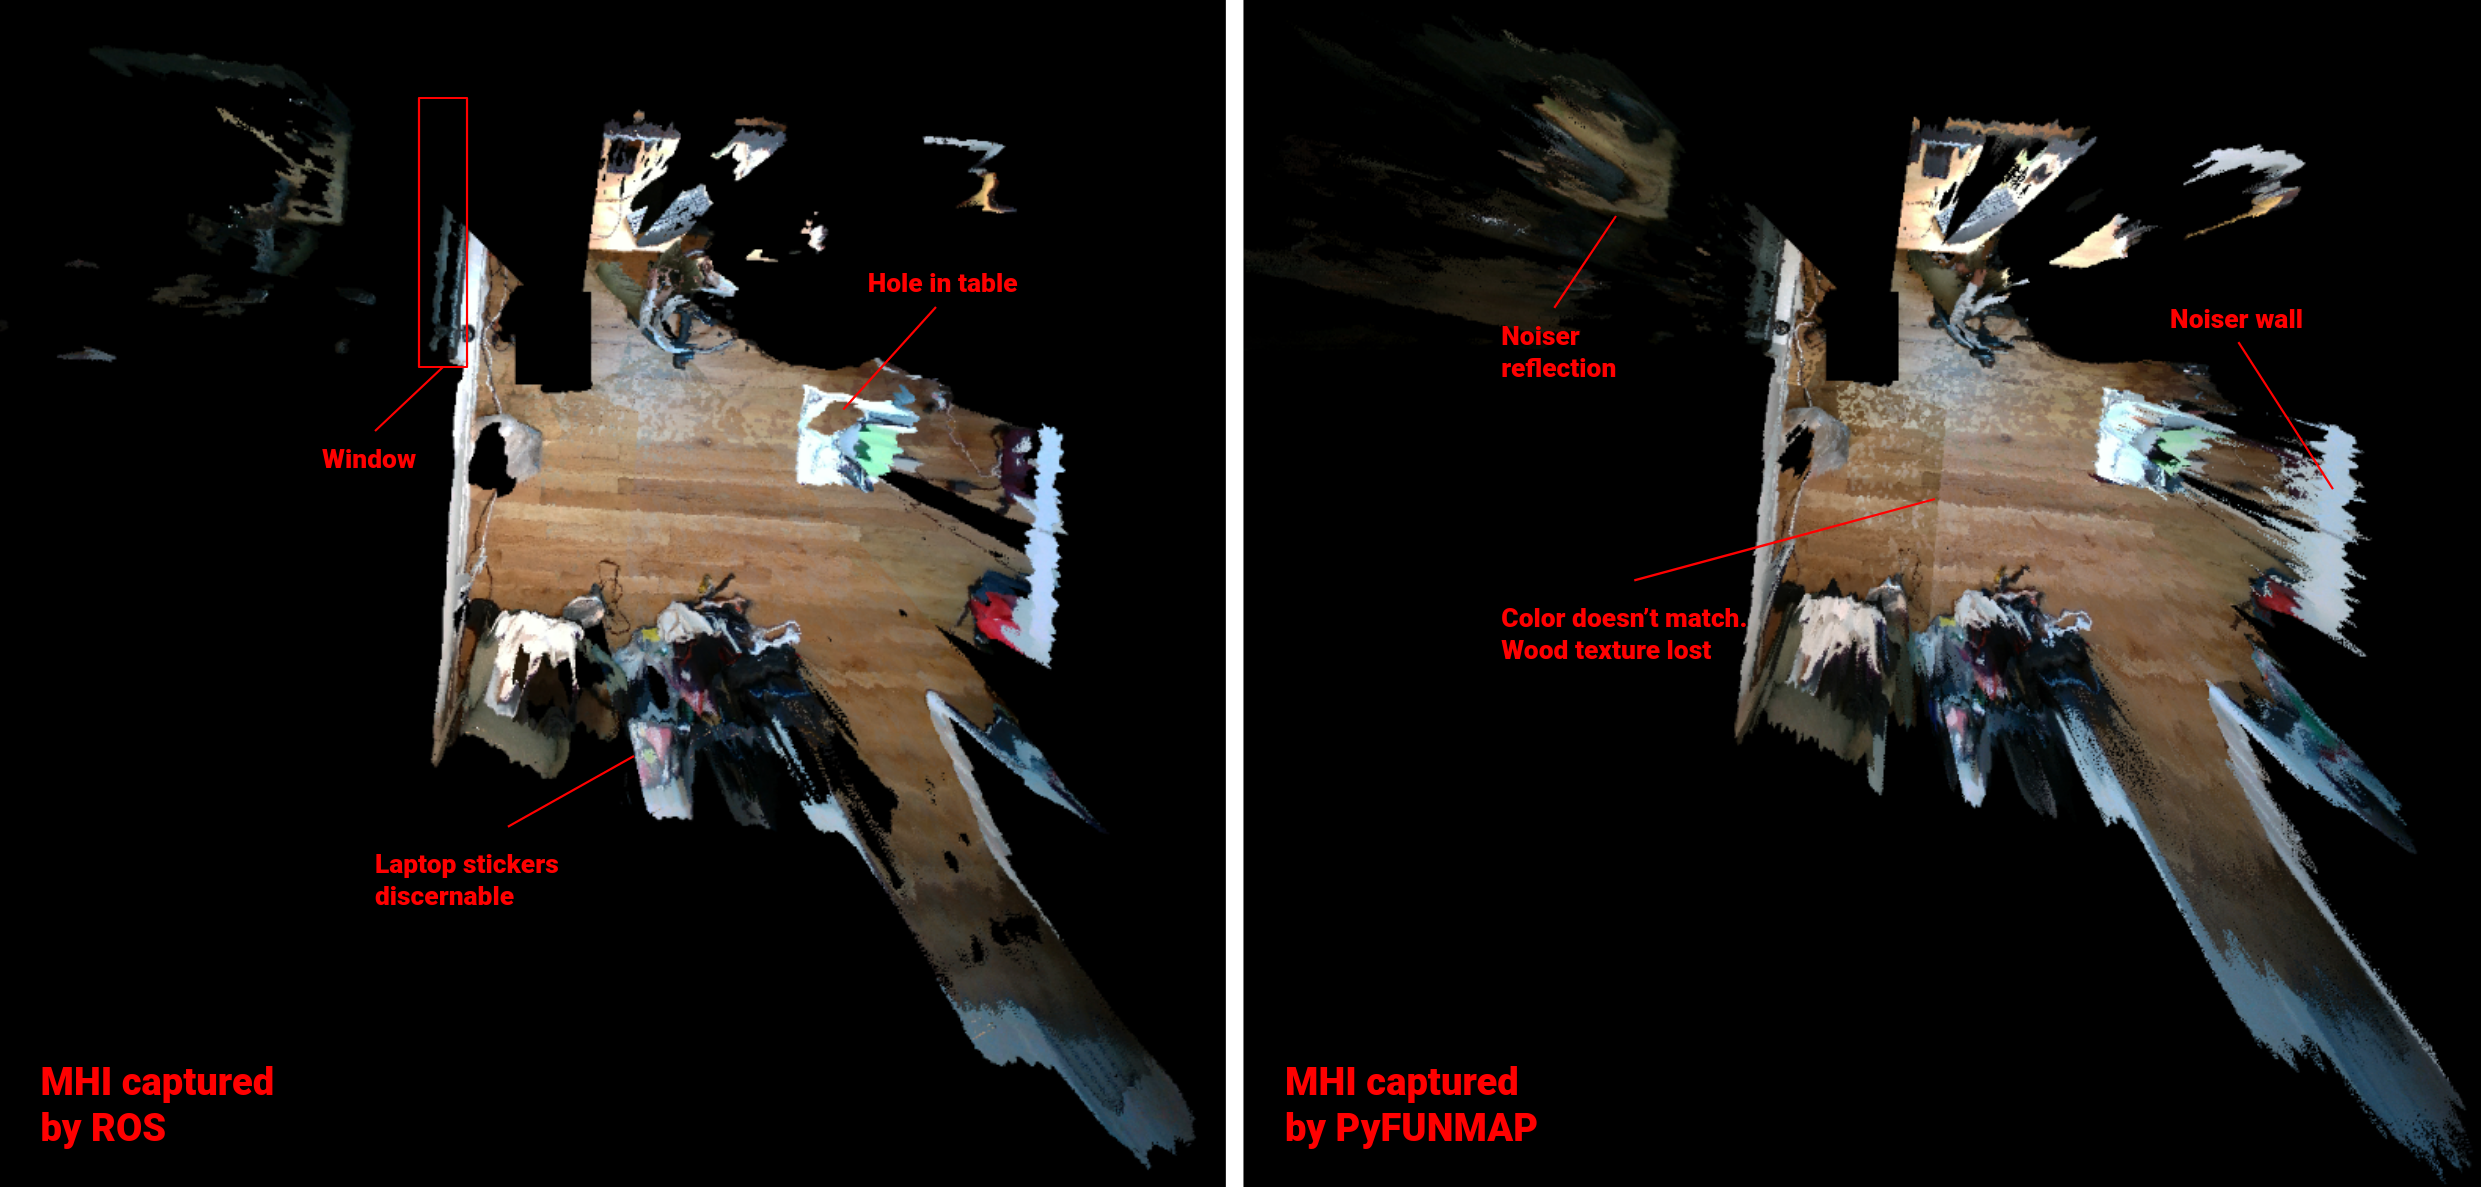 Hole in table
Window
Laptop stickers
discernable
MHI captured
by ROS
Noiser
reflection
Noiser wall
Color doesn't match.
Wood texture lost
MHI captured
by PyFUNMAP